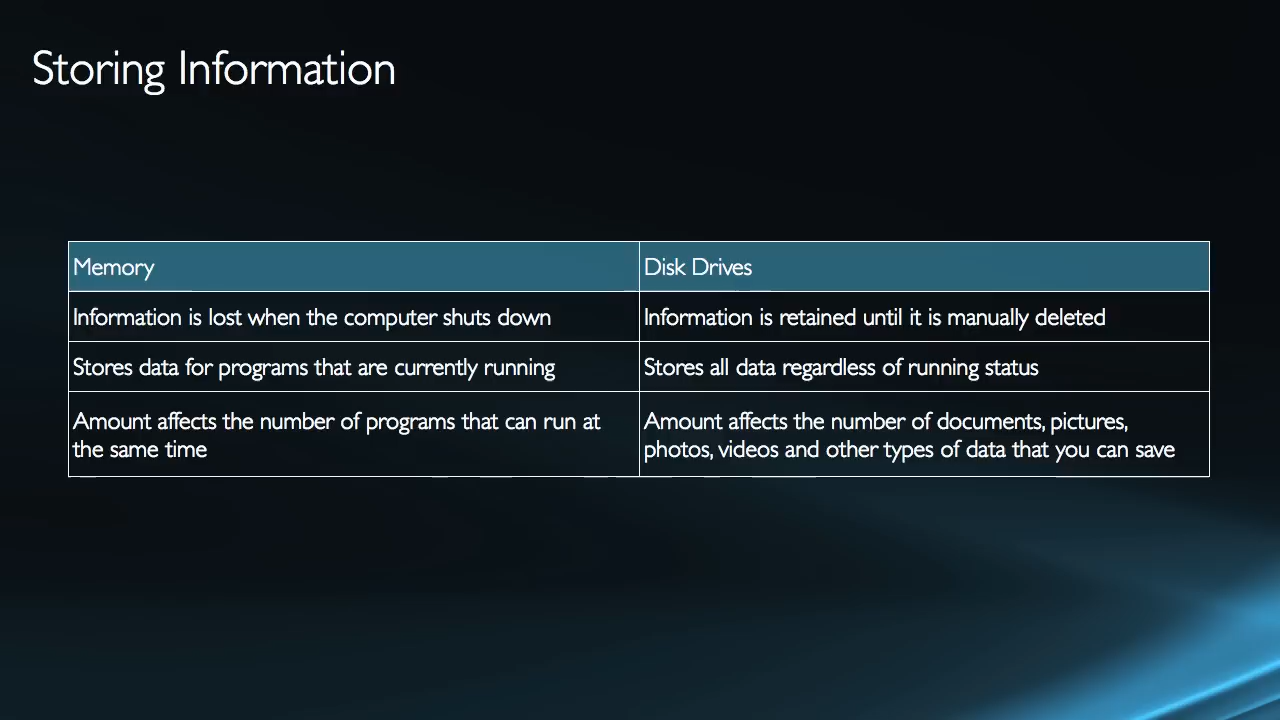 Storing Information
Memory
Disk Drives
Information is lost when the computer shuts down
Information is retained until it is manually deleted
Stores data for programs that are currently running
Stores all data regardless of running status
Amount affects the number of programs that can run at
the same time
Amount affects the number of documents, pictures,
photos, videos and other types of data that you can save